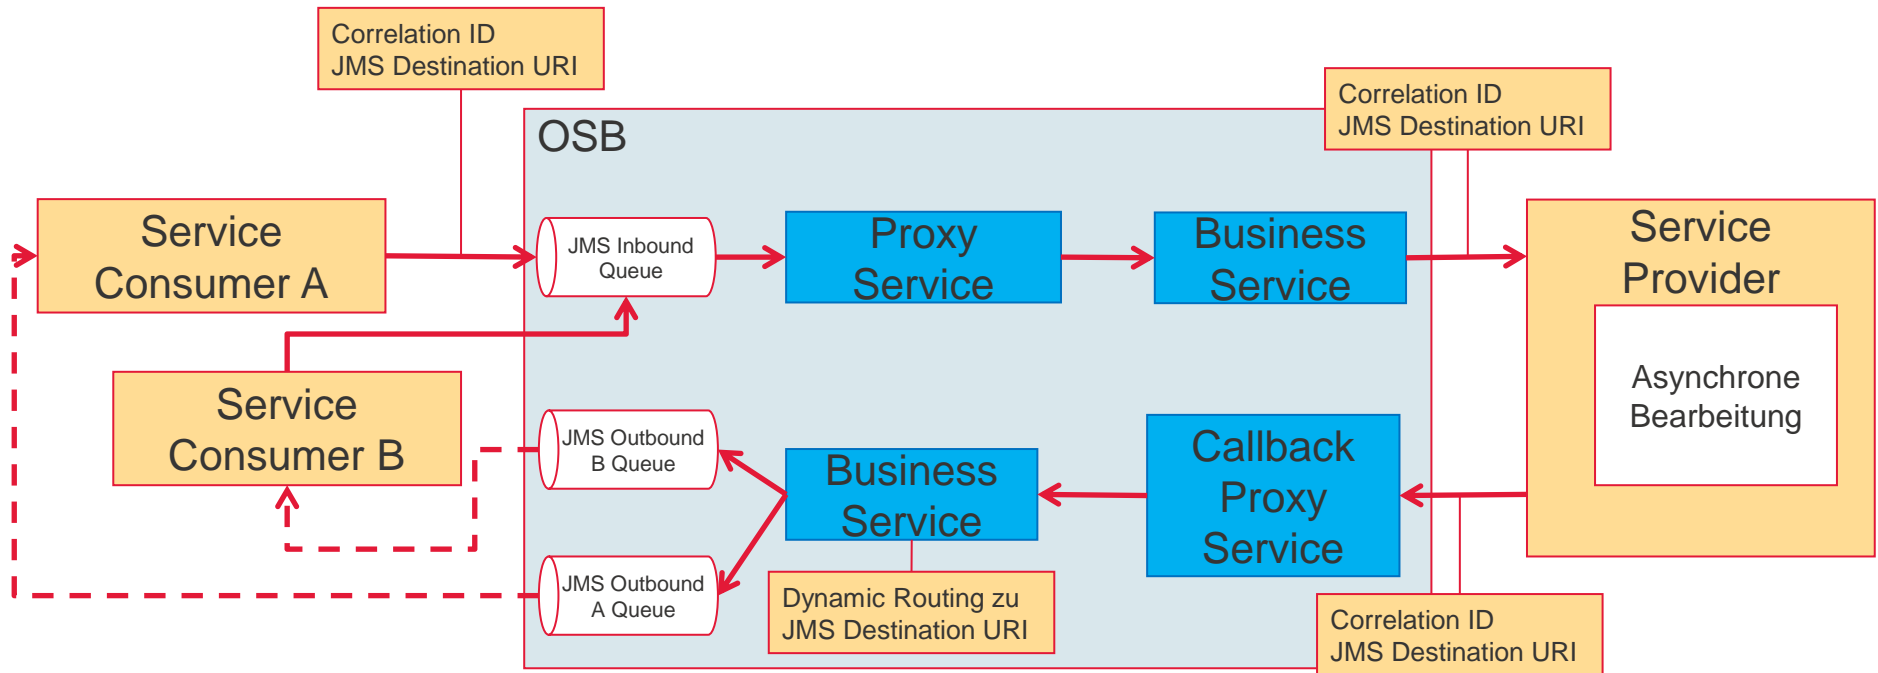 Correlation ID
JMS Destination URI
Correlation ID
JMS Destination URI
OSB
Service
Consumer A
JMS Inbound
Queue
Proxy
Service
Business
Service
Service
Provider
Asynchrone
Bearbeitung
Service
Consumer B
JMS Outbound
B Queue
Business
Service
Callback
Proxy
Service
JMS Outbound
A Queue
Dynamic Routing zu
JMS Destination URI
Correlation ID
JMS Destination URI